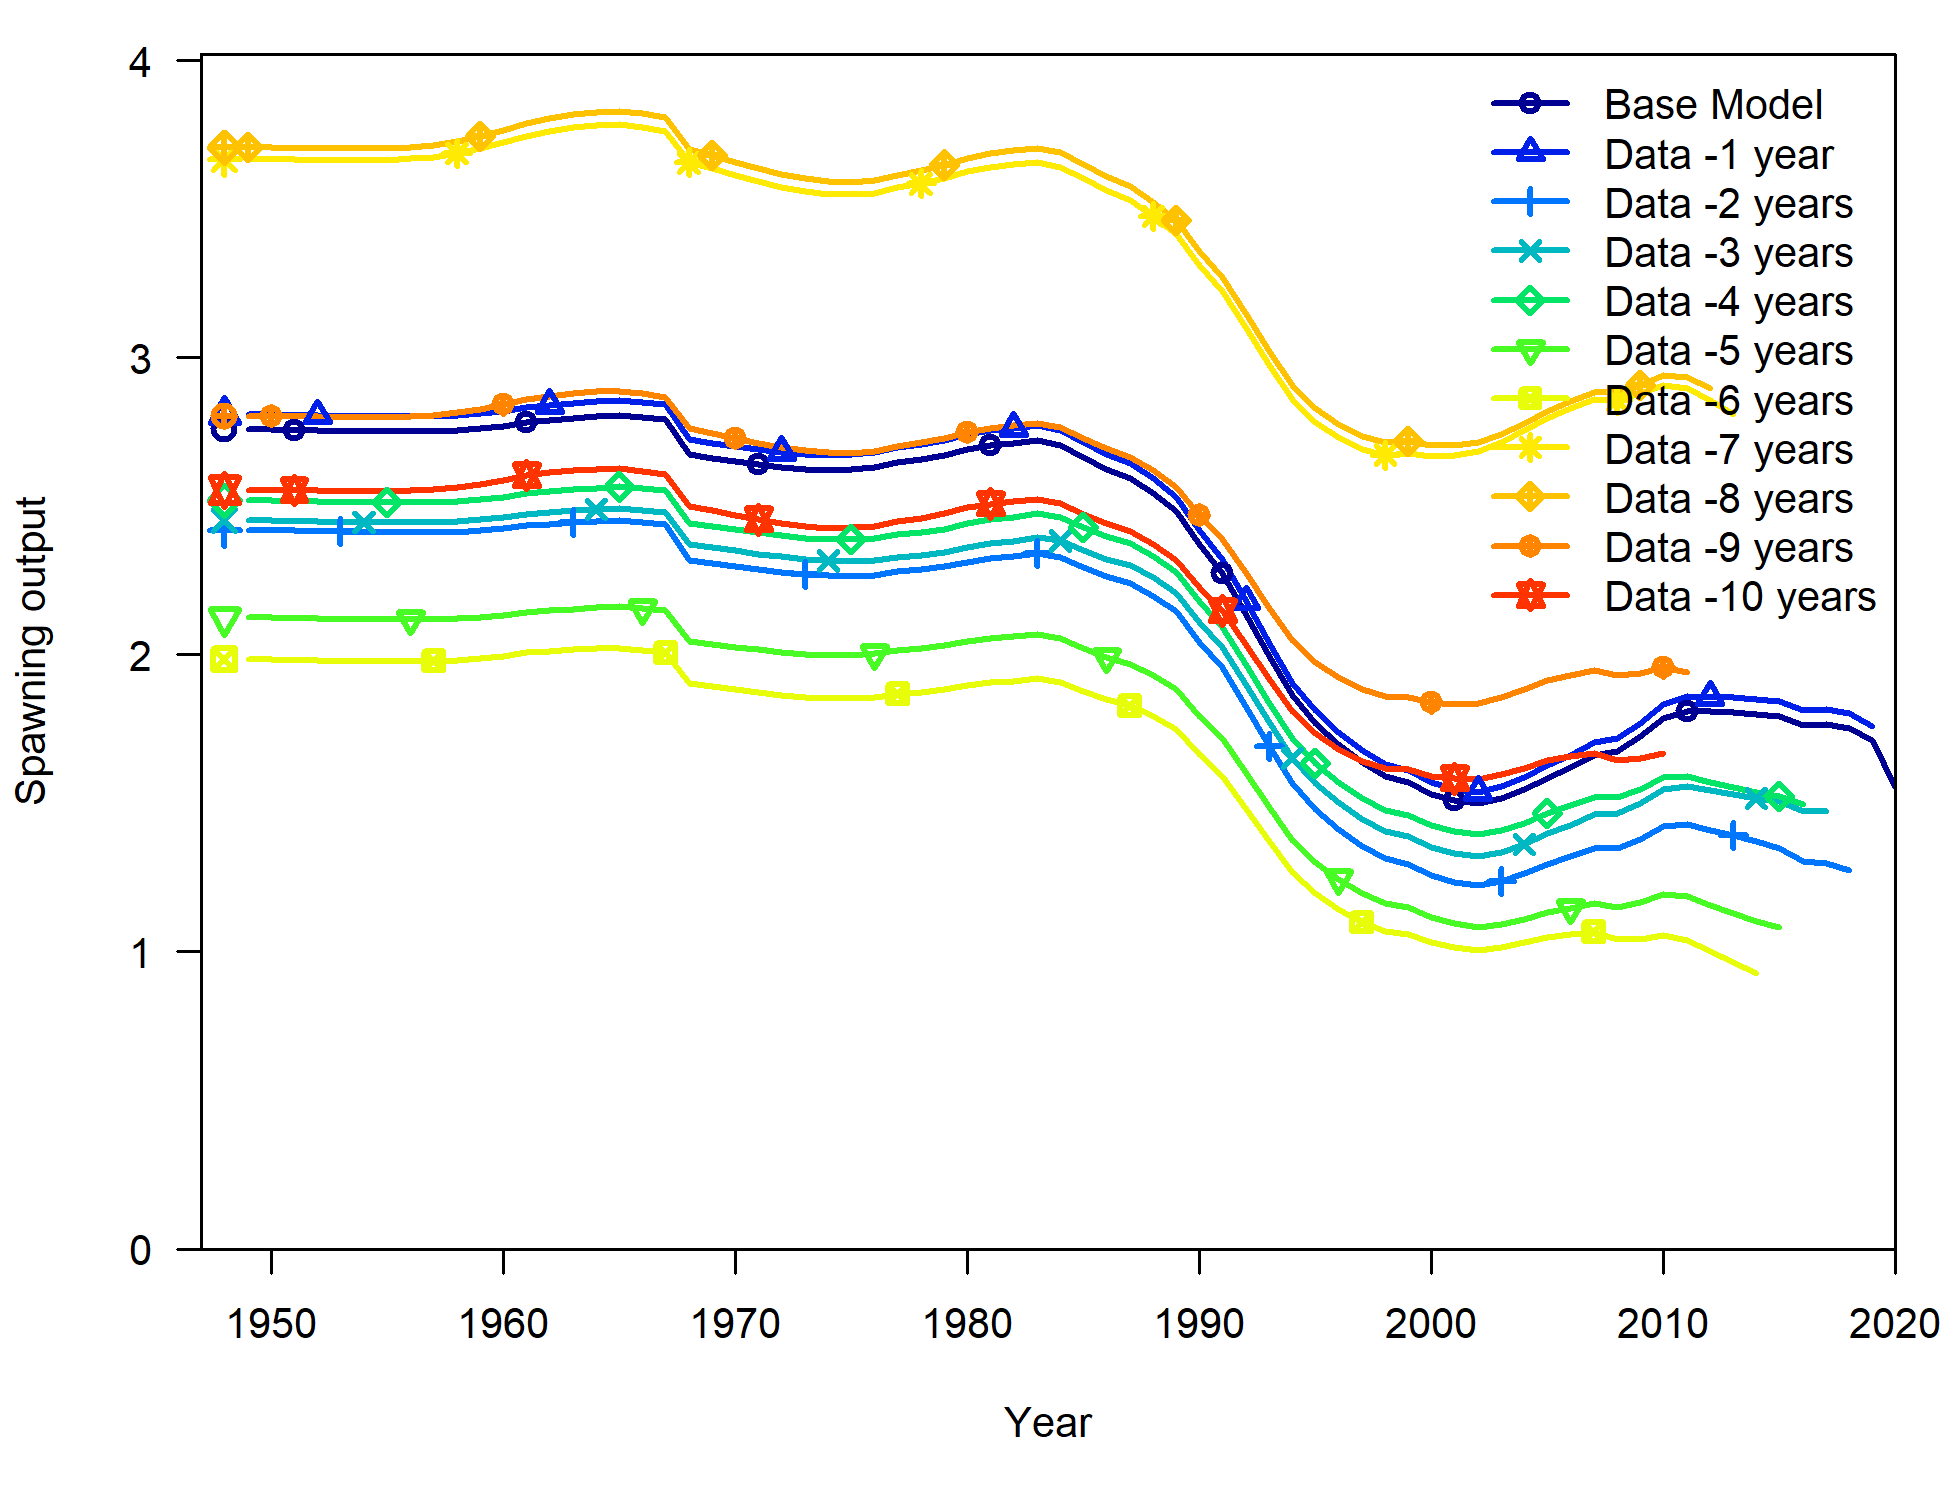 4
3
2
1
0
Spawning output
1950 1960 1970 1980 1990 2000 2010 2020
Year
Base Model
Data -1 year
Data -2 years
Data -3 years
Data -4 years
Data -5 years
Data -6 years
Data -7 years
Data -8 years
Data -9 years
Data -10 years